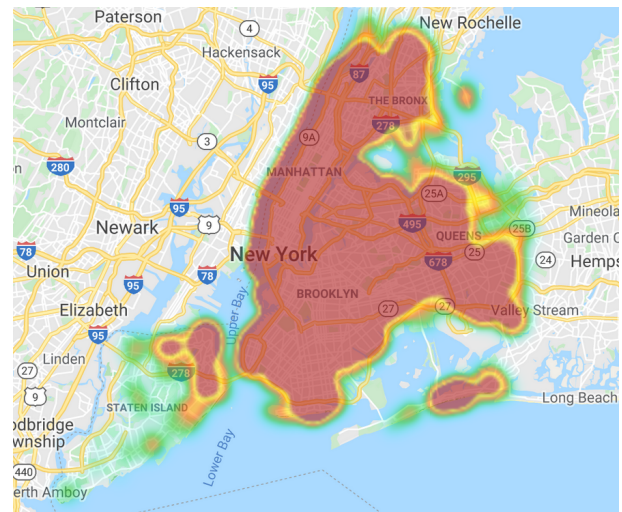 Paterson
New Rochelle
4
Hackensack
95
Clifton
87
THE BRONX
278
Montclair
3
9A
280
MANHATTAN
295
25A
95
9
495
25B
Mineola
Newark
QUEENS
Garden C
78
New York
25
24
Hemps
Union
78
678
95
BROOKLYN
Elizabeth
Upper Bay
27
27
Valley Stream
95
Linden
278
27
9
STATEN ISLAND
Long Beach
odbridge
wnship
Lower Bay
440
erth Amboy